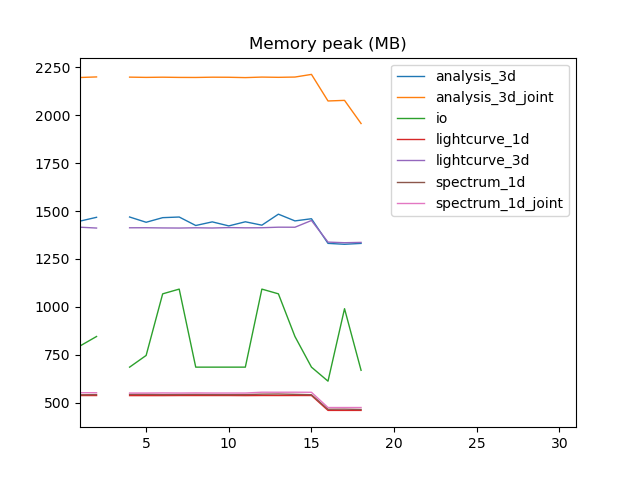 Memory peak (MB)
2250
2000
1750
1500
1250
1000
750
500
5
10
15
20
25
30
analysis_3d
analysis_3d_joint
io
lightcurve_1d
lightcurve_3d
spectrum_1d
spectrum_1d_joint